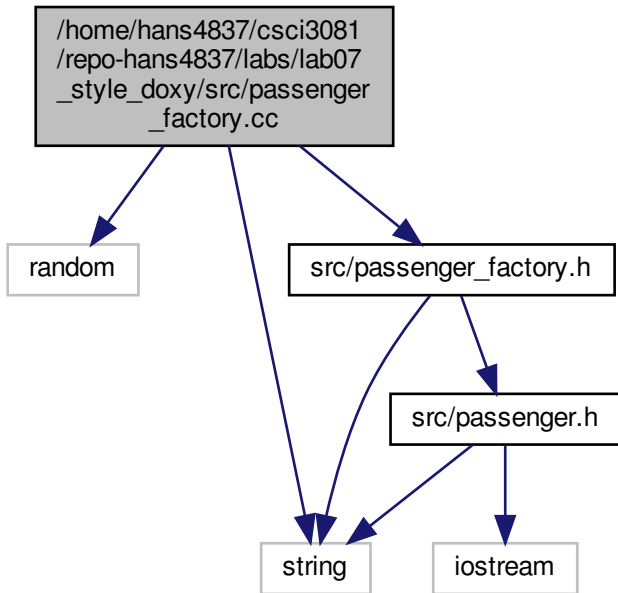 /home/hans4837/csci3081
/repo-hans4837/labs/lab07
_style_doxy/src/passenger
_factory.cc
random
src/passenger_factory.h
src/passenger.h
string
iostream